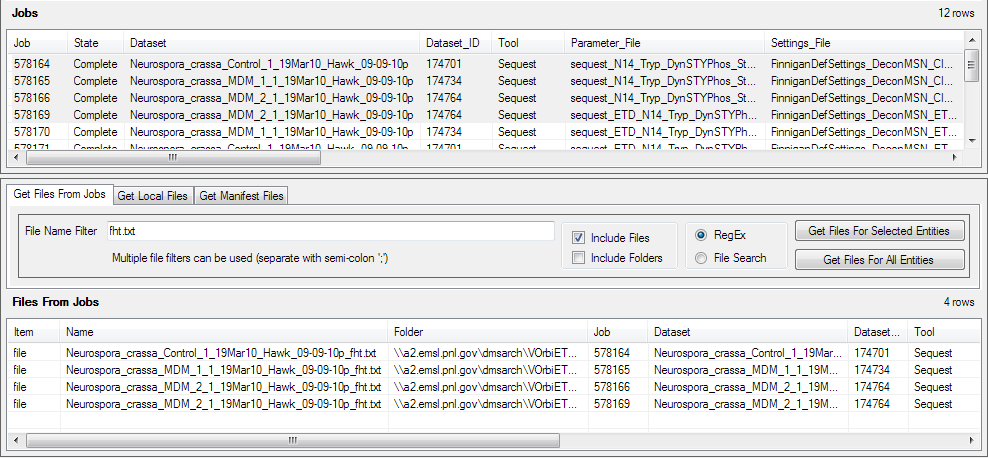 Jobs 12 rows
Job State Dataset Dataset_ID Tool Parameter_File Settings_File
578164 Complete Neurospora_crassa_Control_1_19Mar10_Hawk_09-09-10p 174701 Sequest sequest_N14_Tryp_DynSTYPhos_St... FinniganDefSettings_DeconMSN_CI...
578165 Complete Neurospora_crassa_MDM_1_1_19Mar10_Hawk_09-09-10p 174734 Sequest sequest_N14_Tryp_DynSTYPhos_St... FinniganDefSettings_DeconMSN_CI...
578166 Complete Neurospora_crassa_MDM_2_1_19Mar10_Hawk_09-09-10p 174764 Sequest sequest_N14_Tryp_DynSTYPhos_St... FinniganDefSettings_DeconMSN_CI...
578169 Complete Neurospora_crassa_MDM_2_1_19Mar10_Hawk_09-09-10p 174764 Sequest sequest_ETD_N14_Tryp_DynSTYPh... FinniganDefSettings_DeconMSN_ET...
578170 Complete Neurospora_crassa_MDM_1_1_19Mar10_Hawk_09-09-10p 174734 Sequest sequest_ETD_N14_Tryp_DynSTYPh... FinniganDefSettings_DeconMSN_ET...
578171 Complete Neurospora_crassa_Control_1_19Mar10_Hawk_09-09-10p 174701 Sequest sequest_ETD_N14_Tryp_DynSTYPh... FinniganDefSettings_DeconMSN_ET...
Get Files From Jobs Get Local Files Get Manifest Files
File Name Filter fht.txt
Multiple file filters can be used (separate with semi-colon ';')
Include Files
Include Folders
RegEx
File Search
Get Files For Selected Entities
Get Files For All Entities
Files From Jobs 4 rows
Item Name Folder Job Dataset Dataset... Tool
file Neurospora_crassa_Control_1_19Mar10_Hawk_09-09-10p_fht.txt \\a2.emsl.pnl.gov\dmsarch\VOrbiET... 578164 Neurospora_crassa_Control_1_19Mar... 174701 Sequest
file Neurospora_crassa_MDM_1_1_19Mar10_Hawk_09-09-10p_fht.txt \\a2.emsl.pnl.gov\dmsarch\VOrbiET... 578165 Neurospora_crassa_MDM_1_1_19M... 174734 Sequest
file Neurospora_crassa_MDM_2_1_19Mar10_Hawk_09-09-10p_fht.txt \\a2.emsl.pnl.gov\dmsarch\VOrbiET... 578166 Neurospora_crassa_MDM_2_1_19M... 174764 Sequest
file Neurospora_crassa_MDM_2_1_19Mar10_Hawk_09-09-10p_fht.txt \\a2.emsl.pnl.gov\dmsarch\VOrbiET... 578169 Neurospora_crassa_MDM_2_1_19M... 174764 Sequest